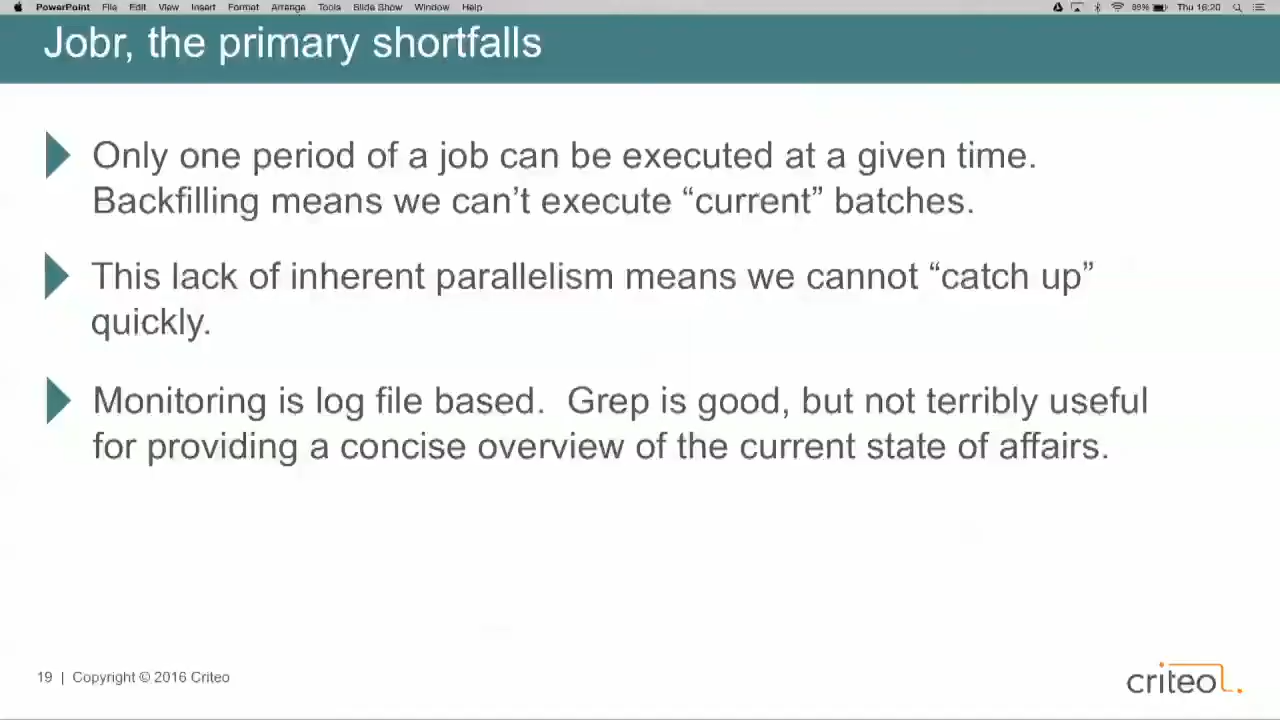 PowerPoint File Edit View Insert Format Arrange Tools Slide Show Window Help 89% Thu 16:20
Jobr, the primary shortfalls
Only one period of a job can be executed at a given time.
Backfilling means we can’t execute “current” batches.
This lack of inherent parallelism means we cannot “catch up”
quickly.
Monitoring is log file based.  Grep is good, but not terribly useful
for providing a concise overview of the current state of affairs.
19 | Copyright © 2016 Criteo
criteo